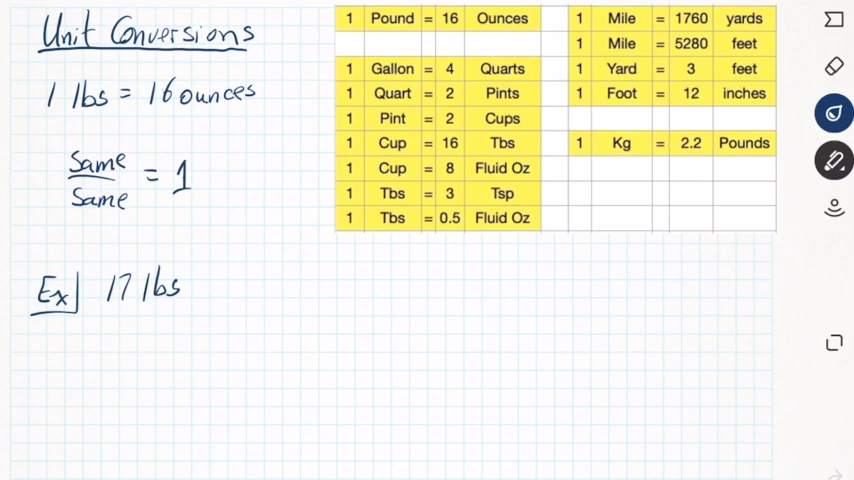 Unit Conversions
1 lbs = 16 ounces
Same
Same
= 1
Ex 17 lbs
1 Pound = 16 Ounces
1 Gallon = 4 Quarts
1 Quart = 2 Pints
1 Pint = 2 Cups
1 Cup = 16 Tbs
1 Cup = 8 Fluid Oz
1 Tbs = 3 Tsp
1 Tbs = 0.5 Fluid Oz
1 Mile = 1760 yards
1 Mile = 5280 feet
1 Yard = 3 feet
1 Foot = 12 inches
1 Kg = 2.2 Pounds